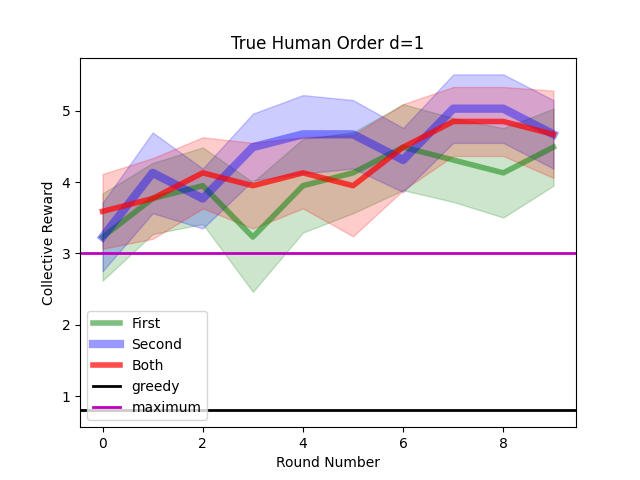 True Human Order d=1
Collective Reward
5
4
3
2
1
First
Second
Both
greedy
maximum
0 2 4 6 8
Round Number